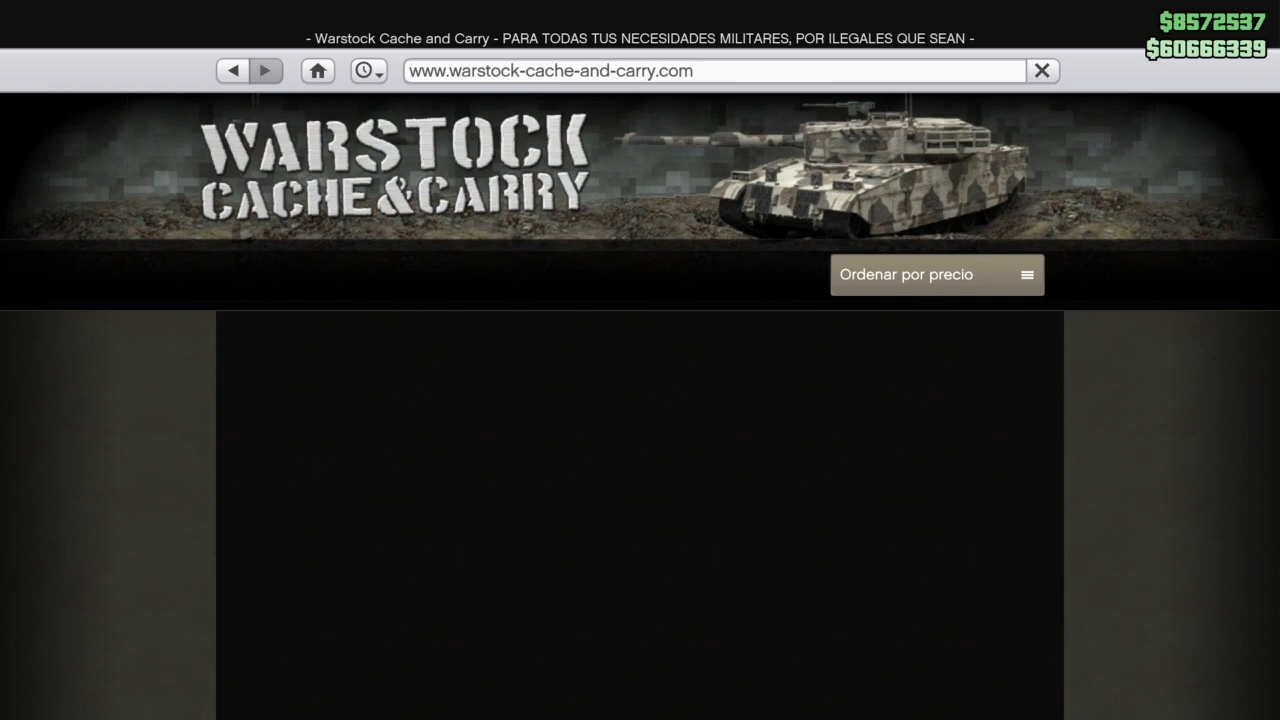 $8572537
- Warstock Cache and Carry - PARA TODAS TUS NECESIDADES MILITARES, POR ILEGALES QUE SEAN -
$60666339
www.warstock-cache-and-carry.com
WARSTOCK
CACHE&CARRY
Ordenar por precio